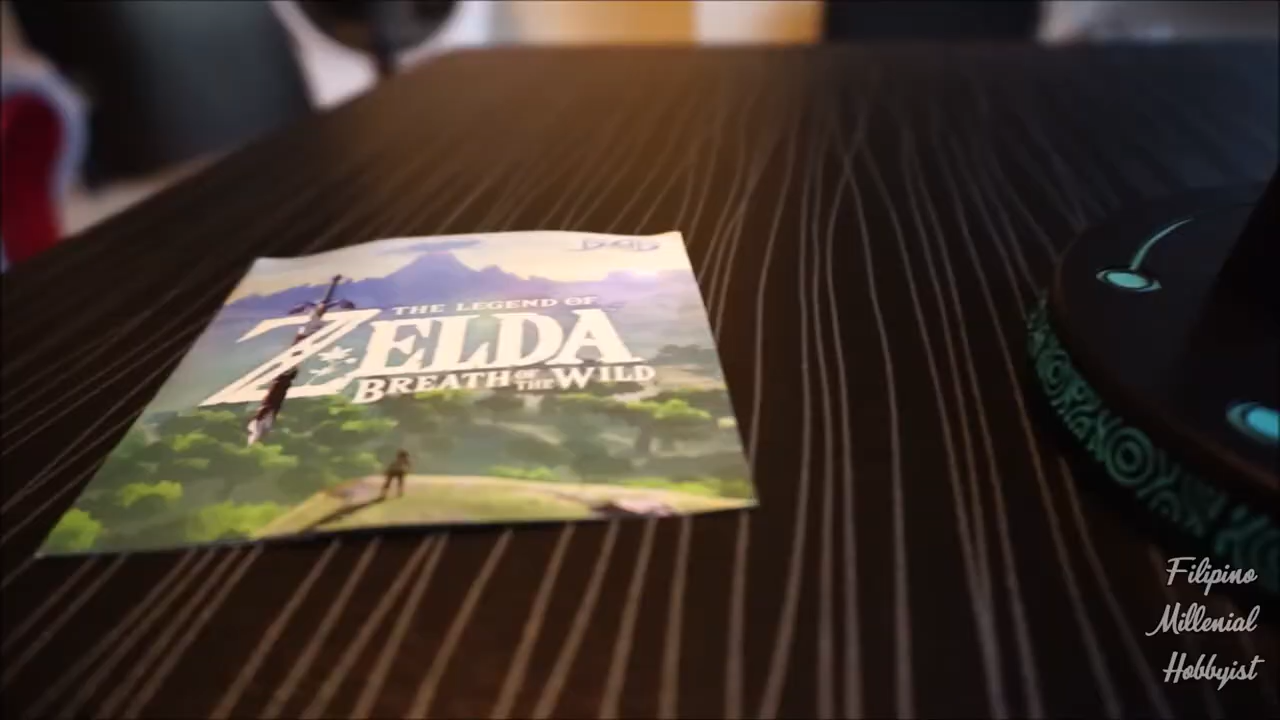 THE LEGEND OF
ZELDA
BREATH OF THE WILD
Filipino
Millenial
Hobbyist